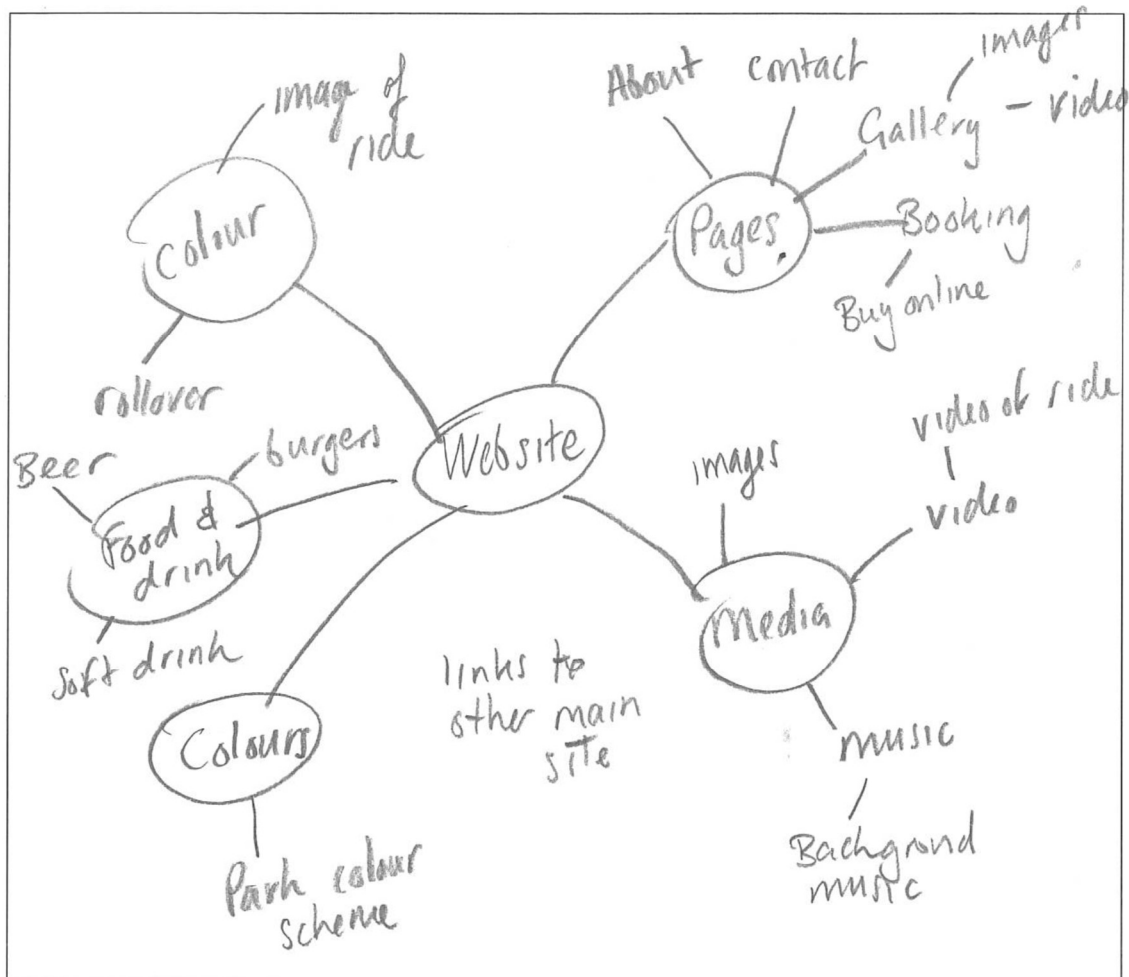 image of
ride
Colour
rollover
About
contact
Gallery
images
- video
Pages.
Booking
Buy online
Website
Beer
burgers
Food &
drink
soft drink
Colours
Park colour
scheme
links to
other main
site
images
Media
video of ride
video
music
Backgrond
music